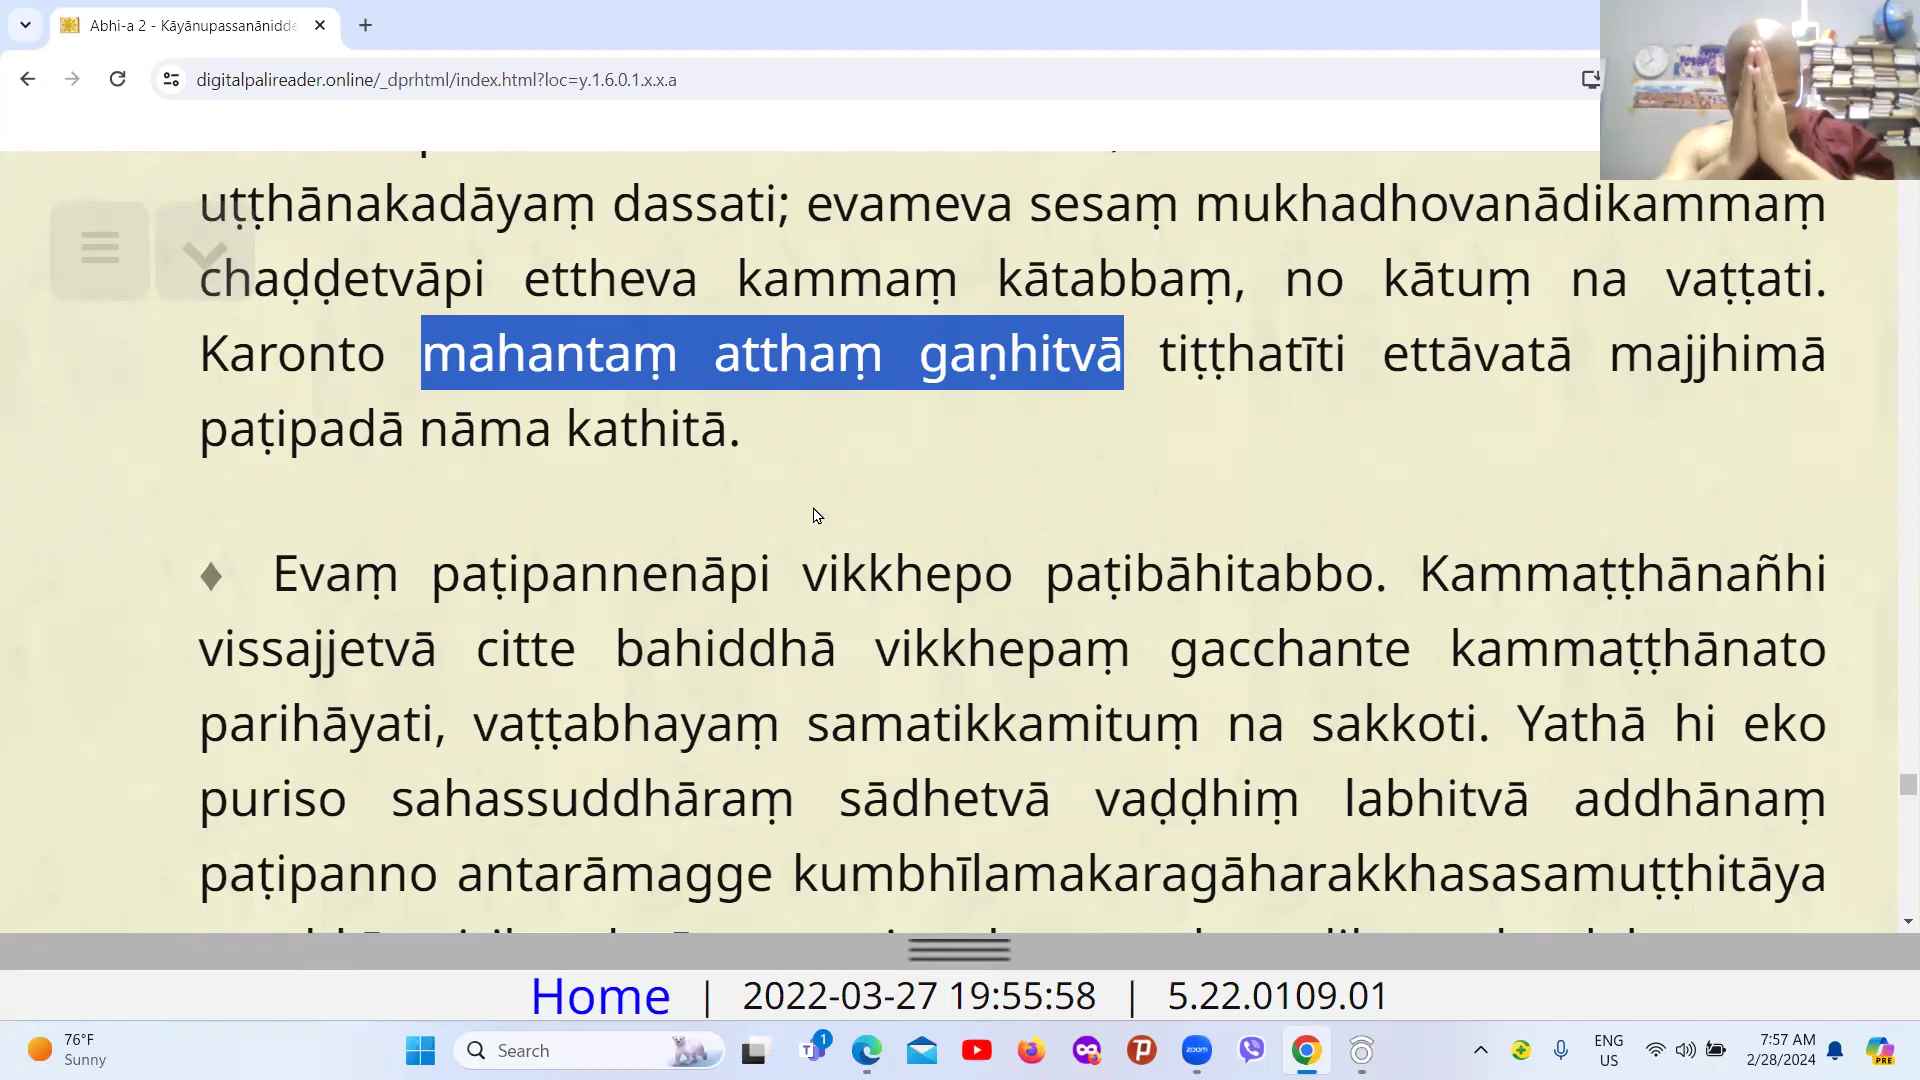 Abhi-a 2 - Kāyānupassanānidde
digitalpalireader.online/_dprhtml/index.html?loc=y.1.6.0.1.x.x.a
uṭṭhānakadāyaṃ dassati; evameva sesaṃ mukhadhovanādikammaṃ
chaḍḍetvāpi ettheva kammaṃ kātabbaṃ, no kātuṃ na vaṭṭati.
Karonto mahantaṃ atthaṃ gaṇhitvā tiṭṭhatīti ettāvatā majjhimā
paṭipadā nāma kathitā.
♦ Evaṃ paṭipannenāpi vikkhepo paṭibāhitabbo. Kammaṭṭhānañhi
vissajjetvā citte bahiddhā vikkhepaṃ gacchante kammaṭṭhānato
parihāyati, vaṭṭabhayaṃ samatikkamituṃ na sakkoti. Yathā hi eko
puriso sahassuddhāraṃ sādhetvā vaḍḍhiṃ labhitvā addhānaṃ
paṭipanno antarāmagge kumbhīlamakaragāharakkhasasamuṭṭhitāya
Home | 2022-03-27 19:55:58 | 5.22.0109.01
76°F
Sunny
Search
1
zoom
ENG
US
7:57 AM
2/28/2024
PRE